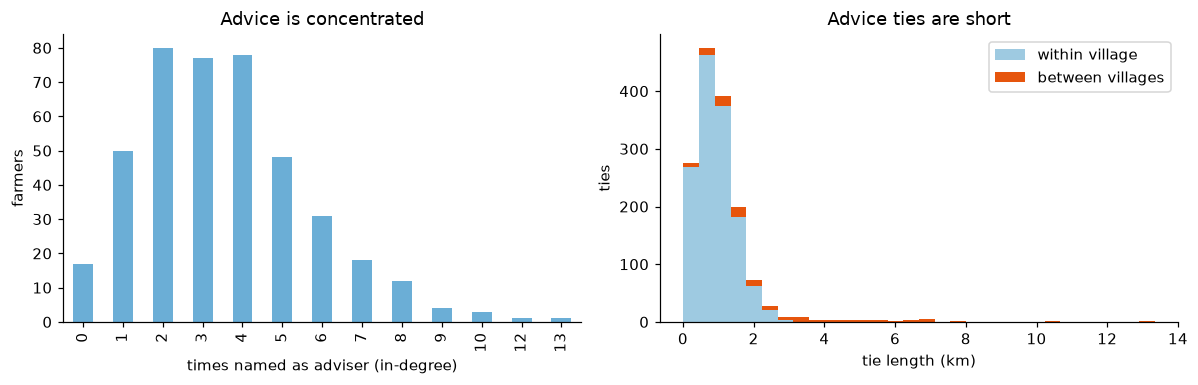 Advice is concentrated
farmers
80
70
60
50
40
30
20
10
0
0 1 2 3 4 5 6 7 8 9 10 12 13
times named as adviser (in-degree)
Advice ties are short
within village
between villages
ties
400
300
200
100
0
0 2 4 6 8 10 12 14
tie length (km)